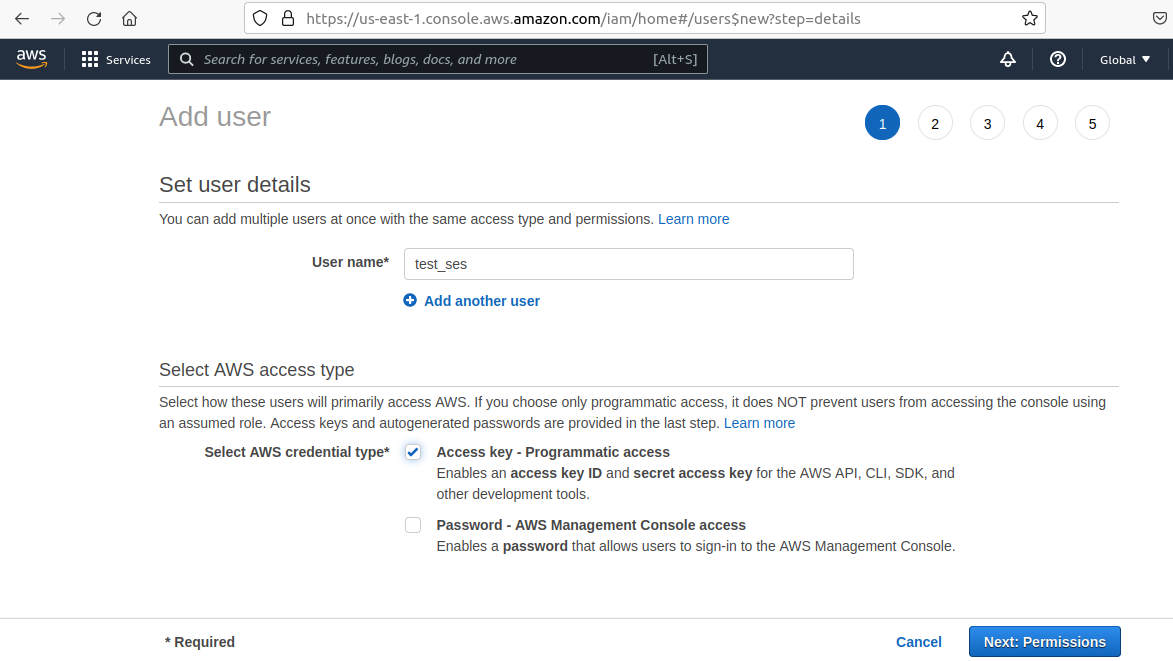 https://us-east-1.console.aws.amazon.com/iam/home#/users$new?step=details
aws Services Search for services, features, blogs, docs, and more [Alt+S] Global
Add user 1 2 3 4 5
Set user details
You can add multiple users at once with the same access type and permissions. Learn more
User name* test_ses
Add another user
Select AWS access type
Select how these users will primarily access AWS. If you choose only programmatic access, it does NOT prevent users from accessing the console using
an assumed role. Access keys and autogenerated passwords are provided in the last step. Learn more
Select AWS credential type* Access key - Programmatic access
Enables an access key ID and secret access key for the AWS API, CLI, SDK, and
other development tools.
Password - AWS Management Console access
Enables a password that allows users to sign-in to the AWS Management Console.
* Required Cancel Next: Permissions